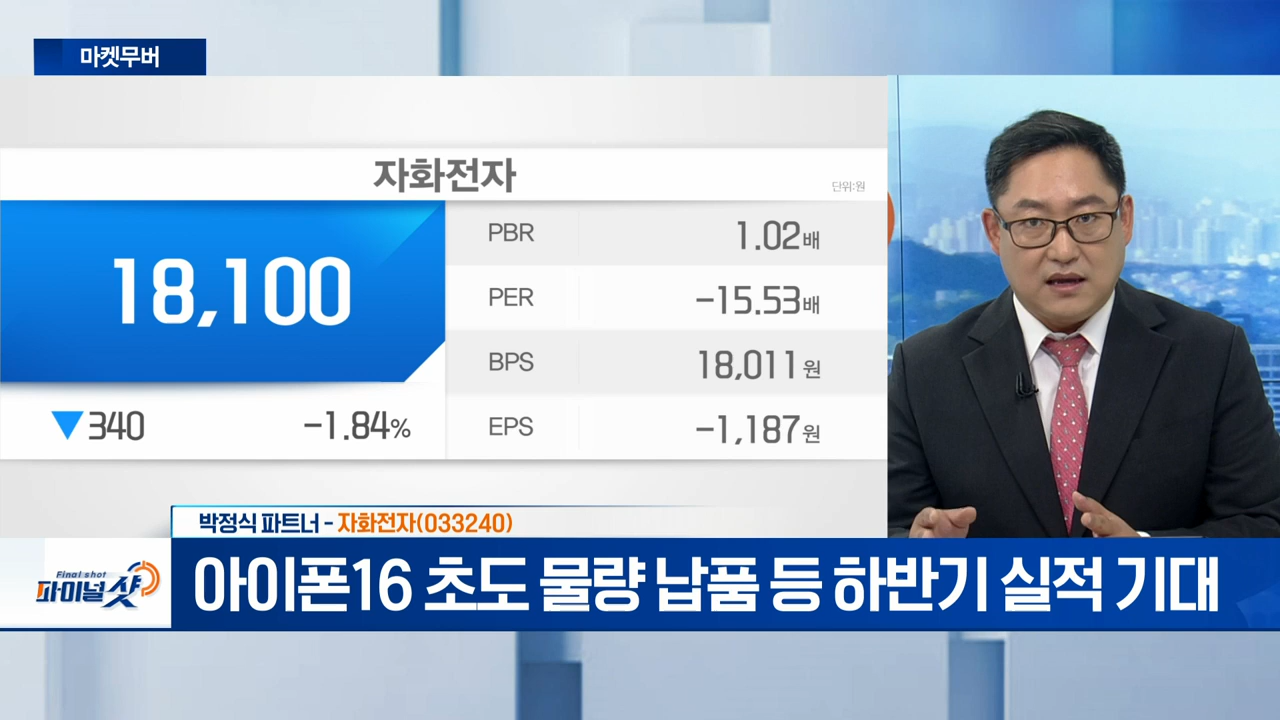 마켓무버
자화전자
단위:원
18,100
▼340 -1.84%
PBR 1.02배
PER -15.53배
BPS 18,011원
EPS -1,187원
박정식 파트너 - 자화전자(033240)
Final shot
파이널샷
아이폰16 초도 물량 납품 등 하반기 실적 기대